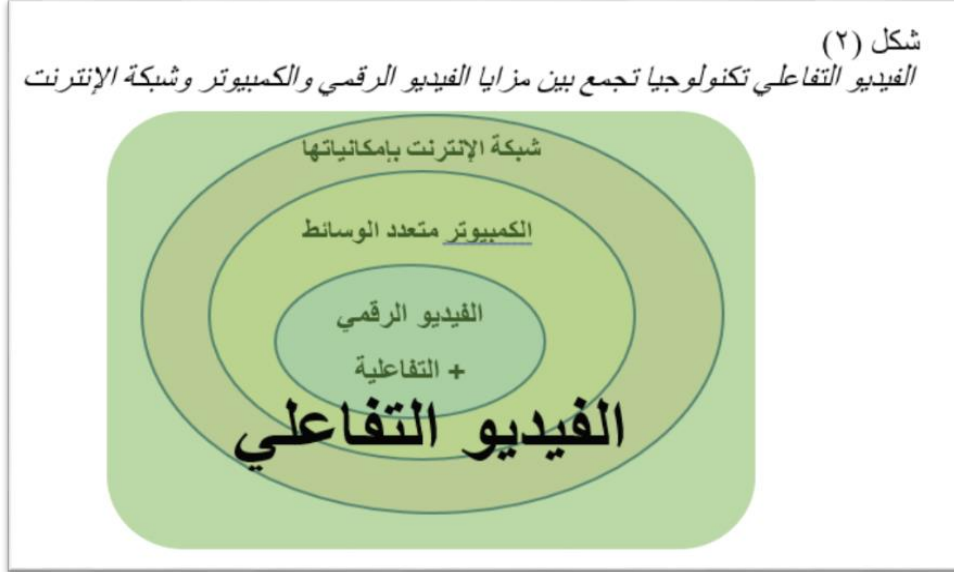 شكل (٢)
الفيديو التفاعلي تكنولوجيا تجمع بين مزايا الفيديو الرقمي والكمبيوتر وشبكة الإنترنت
شبكة الإنترنت بإمكانياتها
الكمبيوتر متعدد الوسائط
الفيديو الرقمي
+ التفاعلية
الفيديو التفاعلي